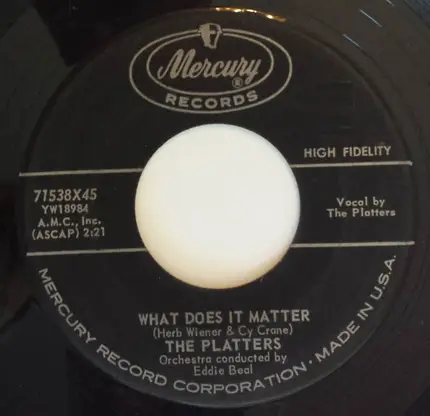 Mercury
®
RECORDS
HIGH FIDELITY
71538X45
YW18984
A.M.C., Inc.
(ASCAP) 2:21
Vocal by
The Platters
WHAT DOES IT MATTER
(Herb Wiener & Cy Crane)
THE PLATTERS
Orchestra conducted by
Eddie Beal
MERCURY RECORD CORPORATION · MADE IN U.S.A.